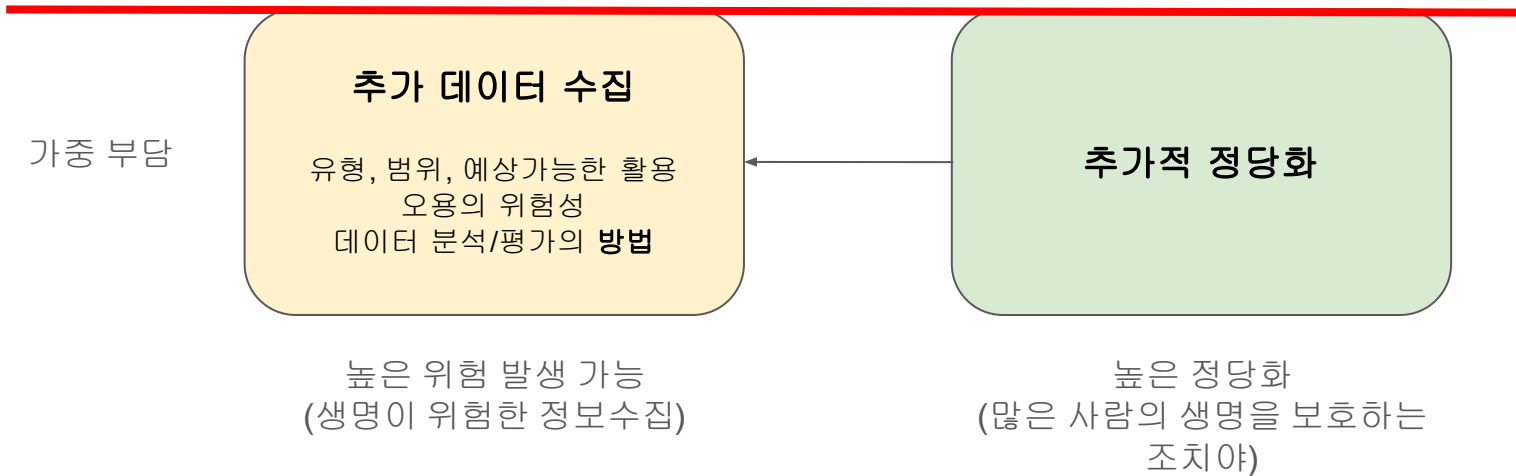 추가 데이터 수집
가중 부담
유형, 범위, 예상가능한 활용
오용의 위험성
데이터 분석/평가의 방법
추가적 정당화
높은 위험 발생 가능
(생명이 위험한 정보수집)
높은 정당화
(많은 사람의 생명을 보호하는
조치야)